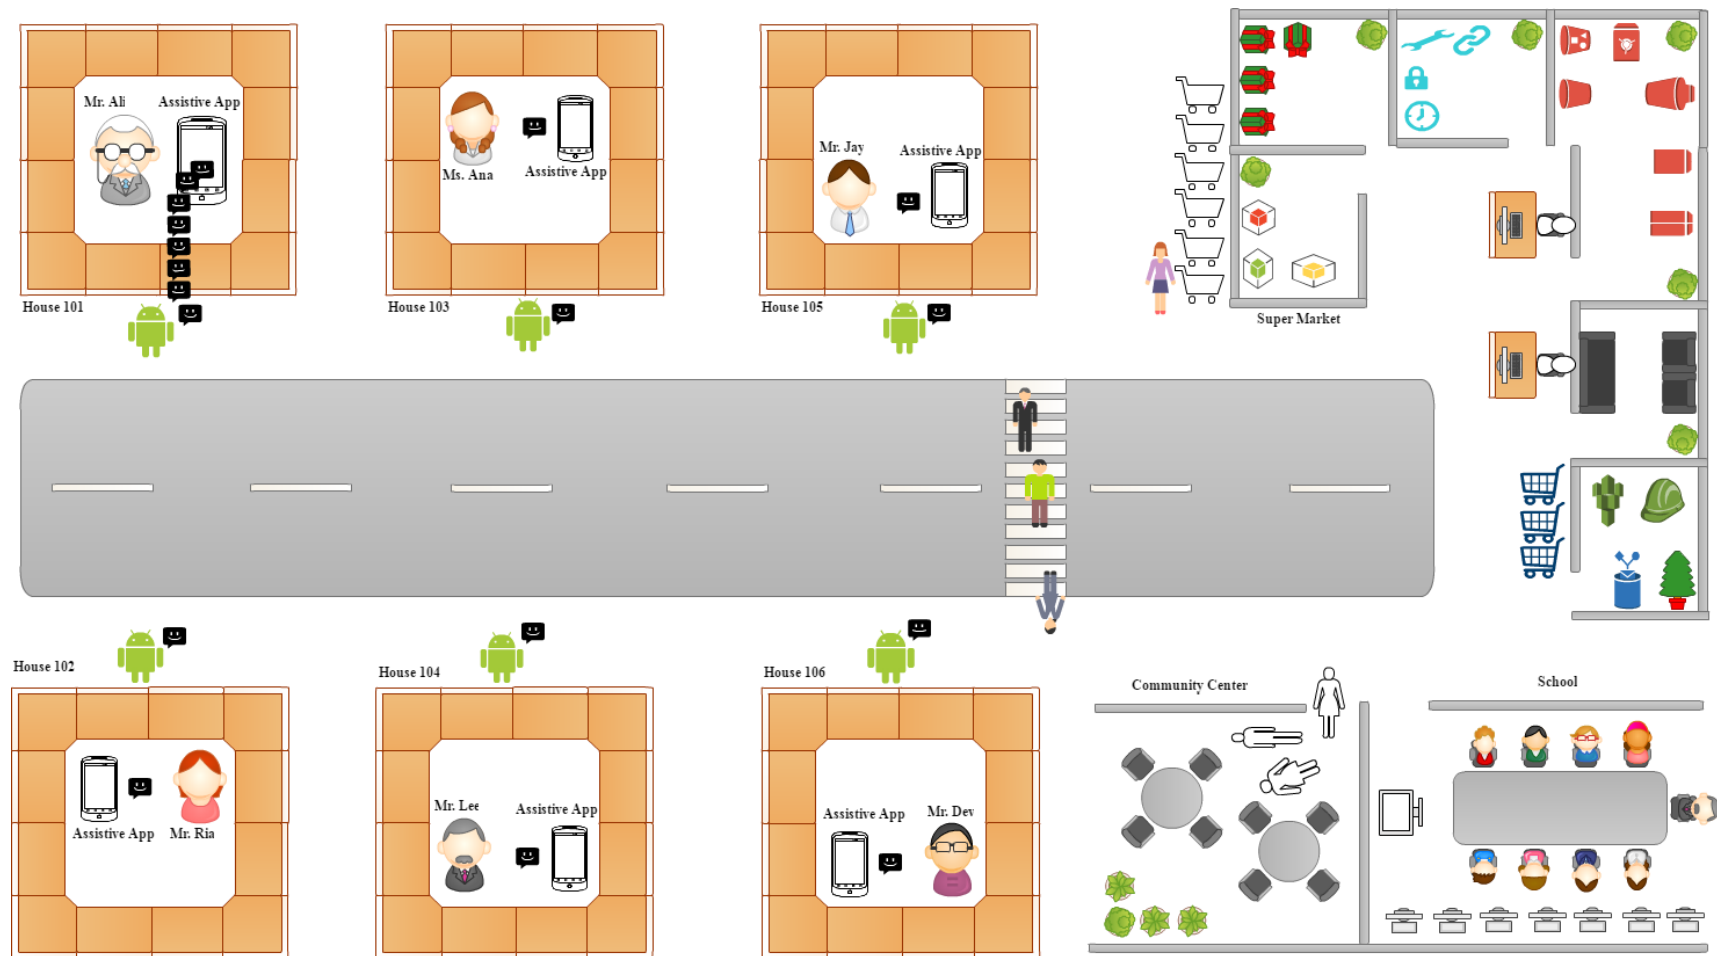 Mr. Ali
Assistive App
House 101
Ms. Ana
Assistive App
House 103
Mr. Jay
Assistive App
House 105
Super Market
House 102
Assistive App
Mr. Ria
House 104
Mr. Lee
Assistive App
House 106
Assistive App
Mr. Dev
Community Center
School